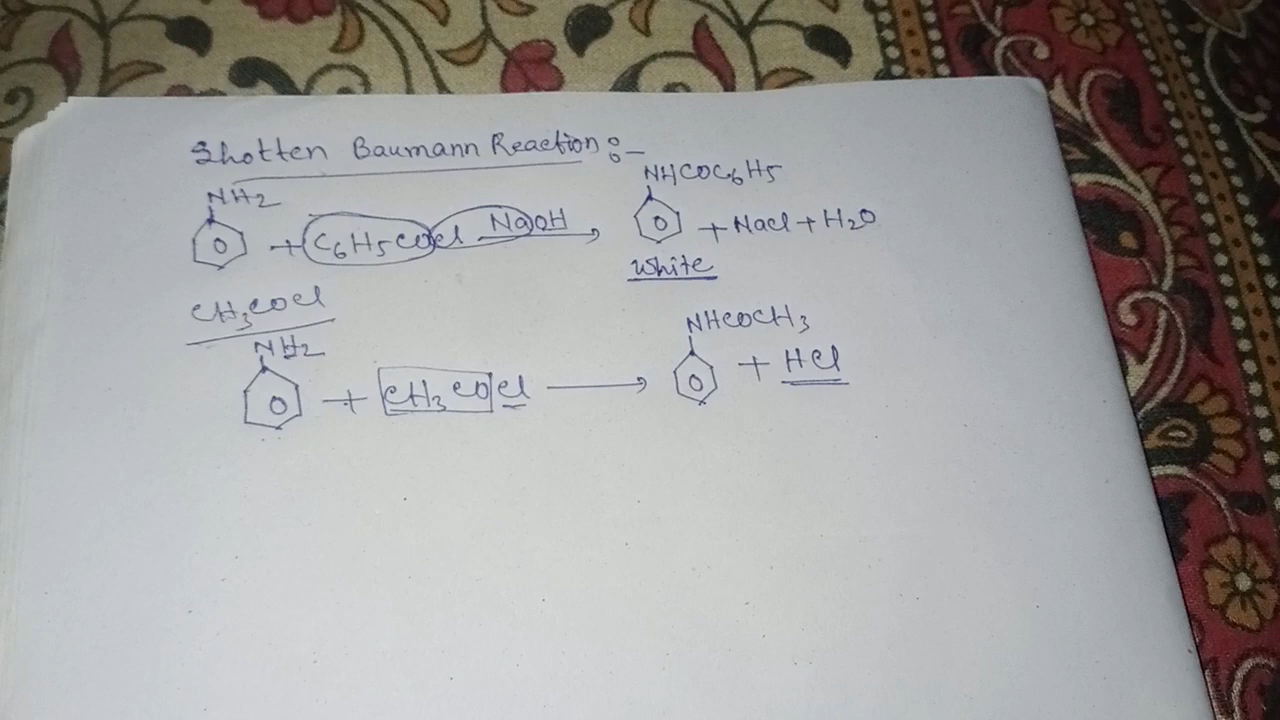 Shotten Baumann Reaction :-
NH2 NHCOC6H5
+ C6H5COCl NaOH → + NaCl + H2O
White
CH3COCl
NH2 NHCOCH3
+ CH3COCl → + HCl